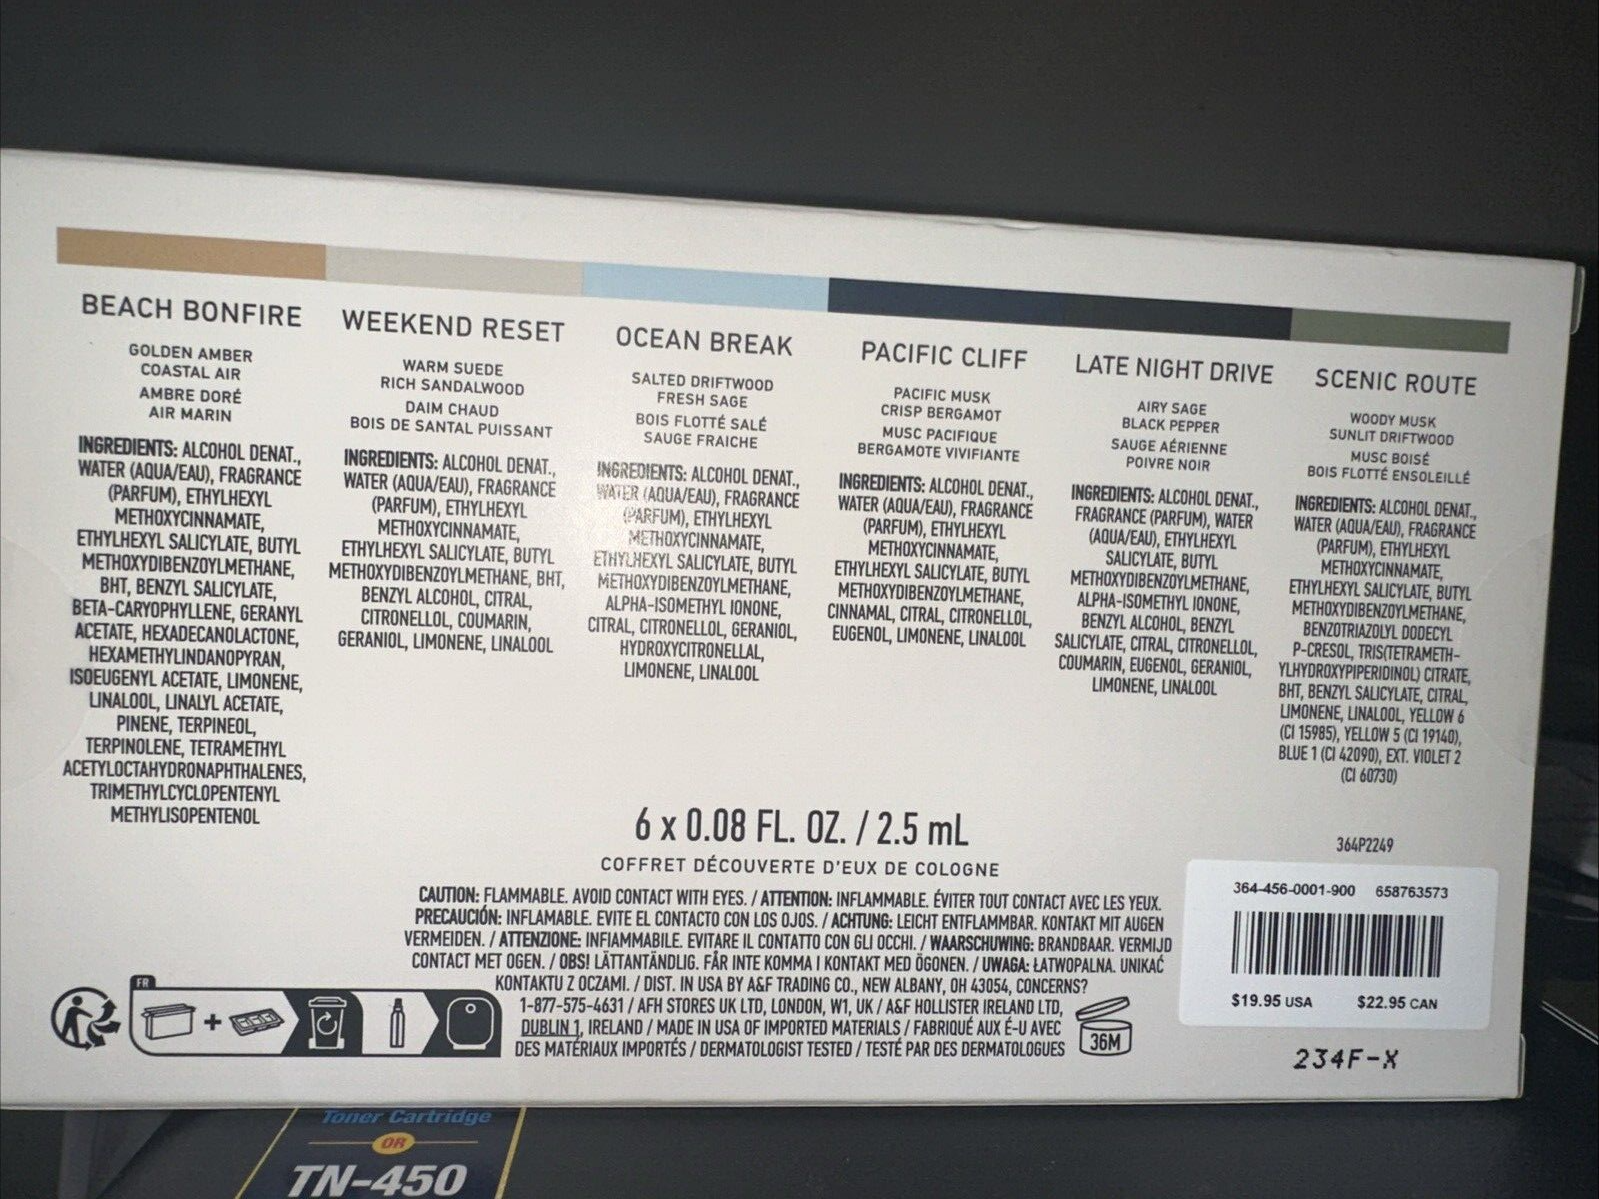 BEACH BONFIRE
GOLDEN AMBER
COASTAL AIR
AMBRE DORÉ
AIR MARIN
INGREDIENTS: ALCOHOL DENAT.,
WATER (AQUA/EAU), FRAGRANCE
(PARFUM), ETHYLHEXYL
METHOXYCINNAMATE,
ETHYLHEXYL SALICYLATE, BUTYL
METHOXYDIBENZOYLMETHANE,
BHT, BENZYL SALICYLATE,
BETA-CARYOPHYLLENE, GERANYL
ACETATE, HEXADECANOLACTONE,
HEXAMETHYLINDANOPYRAN,
ISOEUGENYL ACETATE, LIMONENE,
LINALOOL, LINALYL ACETATE,
PINENE, TERPINEOL,
TERPINOLENE, TETRAMETHYL
ACETYLOCTAHYDRONAPHTHALENES,
TRIMETHYLCYCLOPENTENYL
METHYLISOPENTENOL
WEEKEND RESET
WARM SUEDE
RICH SANDALWOOD
DAIM CHAUD
BOIS DE SANTAL PUISSANT
INGREDIENTS: ALCOHOL DENAT.,
WATER (AQUA/EAU), FRAGRANCE
(PARFUM), ETHYLHEXYL
METHOXYCINNAMATE,
ETHYLHEXYL SALICYLATE, BUTYL
METHOXYDIBENZOYLMETHANE, BHT,
BENZYL ALCOHOL, CITRAL,
CITRONELLOL, COUMARIN,
GERANIOL, LIMONENE, LINALOOL
OCEAN BREAK
SALTED DRIFTWOOD
FRESH SAGE
BOIS FLOTTÉ SALÉ
SAUGE FRAICHE
INGREDIENTS: ALCOHOL DENAT.,
WATER (AQUA/EAU), FRAGRANCE
(PARFUM), ETHYLHEXYL
METHOXYCINNAMATE,
ETHYLHEXYL SALICYLATE, BUTYL
METHOXYDIBENZOYLMETHANE,
ALPHA-ISOMETHYL IONONE,
CITRAL, CITRONELLOL, GERANIOL,
HYDROXYCITRONELLAL,
LIMONENE, LINALOOL
PACIFIC CLIFF
PACIFIC MUSK
CRISP BERGAMOT
MUSC PACIFIQUE
BERGAMOTE VIVIFIANTE
INGREDIENTS: ALCOHOL DENAT.,
WATER (AQUA/EAU), FRAGRANCE
(PARFUM), ETHYLHEXYL
METHOXYCINNAMATE,
ETHYLHEXYL SALICYLATE, BUTYL
METHOXYDIBENZOYLMETHANE,
CINNAMAL, CITRAL, CITRONELLOL,
EUGENOL, LIMONENE, LINALOOL
LATE NIGHT DRIVE
AIRY SAGE
BLACK PEPPER
SAUGE AÉRIENNE
POIVRE NOIR
INGREDIENTS: ALCOHOL DENAT.,
FRAGRANCE (PARFUM), WATER
(AQUA/EAU), ETHYLHEXYL
SALICYLATE, BUTYL
METHOXYDIBENZOYLMETHANE,
ALPHA-ISOMETHYL IONONE,
BENZYL ALCOHOL, BENZYL
SALICYLATE, CITRAL, CITRONELLOL,
COUMARIN, EUGENOL, GERANIOL,
LIMONENE, LINALOOL
SCENIC ROUTE
WOODY MUSK
SUNLIT DRIFTWOOD
MUSC BOISÉ
BOIS FLOTTÉ ENSOLEILLÉ
INGREDIENTS: ALCOHOL DENAT.,
WATER (AQUA/EAU), FRAGRANCE
(PARFUM), ETHYLHEXYL
METHOXYCINNAMATE,
ETHYLHEXYL SALICYLATE, BUTYL
METHOXYDIBENZOYLMETHANE,
BENZOTRIAZOLYL DODECYL
P-CRESOL, TRIS(TETRAMETH-
YLHYDROXYPIPERIDINOL) CITRATE,
BHT, BENZYL SALICYLATE, CITRAL,
LIMONENE, LINALOOL, YELLOW 6
(CI 15985), YELLOW 5 (CI 19140),
BLUE 1 (CI 42090), EXT. VIOLET 2
(CI 60730)
6 x 0.08 FL. OZ. / 2.5 mL
COFFRET DÉCOUVERTE D'EUX DE COLOGNE
CAUTION: FLAMMABLE. AVOID CONTACT WITH EYES. / ATTENTION: INFLAMMABLE. ÉVITER TOUT CONTACT AVEC LES YEUX.
PRECAUCIÓN: INFLAMABLE. EVITE EL CONTACTO CON LOS OJOS. / ACHTUNG: LEICHT ENTFLAMMBAR. KONTAKT MIT AUGEN
VERMEIDEN. / ATTENZIONE: INFIAMMABILE. EVITARE IL CONTATTO CON GLI OCCHI. / WAARSCHUWING: BRANDBAAR. VERMIJD
CONTACT MET OGEN. / OBS! LÄTTANTÄNDLIG. FÅR INTE KOMMA I KONTAKT MED ÖGONEN. / UWAGA: ŁATWOPALNA. UNIKAĆ
KONTAKTU Z OCZAMI. / DIST. IN USA BY A&F TRADING CO., NEW ALBANY, OH 43054, CONCERNS?
1-877-575-4631 / AFH STORES UK LTD, LONDON, W1, UK / A&F HOLLISTER IRELAND LTD,
DUBLIN 1, IRELAND / MADE IN USA OF IMPORTED MATERIALS / FABRIQUÉ AUX É-U AVEC
DES MATÉRIAUX IMPORTÉS / DERMATOLOGIST TESTED / TESTÉ PAR DES DERMATOLOGUES
FR
+
36M
364P2249
364-456-0001-900 658763573
$19.95 USA $22.95 CAN
234F-X
Toner Cartridge
OR
TN-450